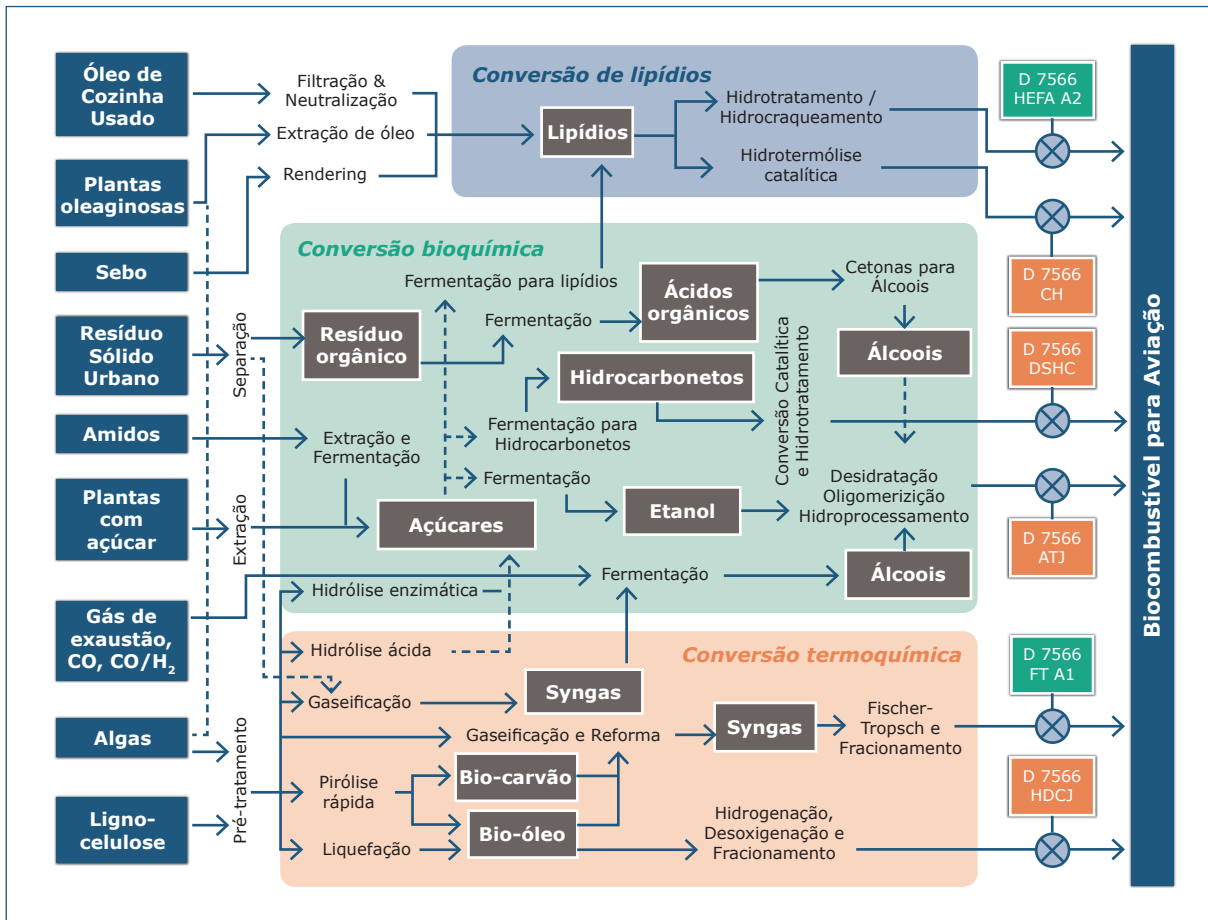 Óleo de
Cozinha
Usado
Plantas
oleaginosas
Sebo
Resíduo
Sólido
Urbano
Amidos
Plantas
com
açúcar
Gás de
exaustão,
CO, CO/H₂
Algas
Ligno-
celulose
Filtração &
Neutralização
Extração de óleo
Rendering
Separação
Extração
Pré-tratamento
Conversão de lipídios
Lipídios
Hidrotratamento /
Hidrocraqueamento
Hidrotermólise
catalítica
Conversão bioquímica
Fermentação para lipídios
Resíduo
orgânico
Fermentação
Ácidos
orgânicos
Cetonas para
Álcoois
Álcoois
Hidrocarbonetos
Fermentação para
Hidrocarbonetos
Conversão Catalítica
e Hidrotratamento
Extração e
Fermentação
Fermentação
Açúcares
Etanol
Desidratação
Oligomerizição
Hidroprocessamento
Hidrólise enzimática
Fermentação
Álcoois
Conversão termoquímica
Hidrólise ácida
Gaseificação
Syngas
Gaseificação e Reforma
Syngas
Fischer-
Tropsch e
Fracionamento
Pirólise
rápida
Bio-carvão
Bio-óleo
Liquefação
Hidrogenação,
Desoxigenação e
Fracionamento
D 7566
HEFA A2
D 7566
CH
D 7566
DSHC
D 7566
ATJ
D 7566
FT A1
D 7566
HDCJ
Biocombustível para Aviação